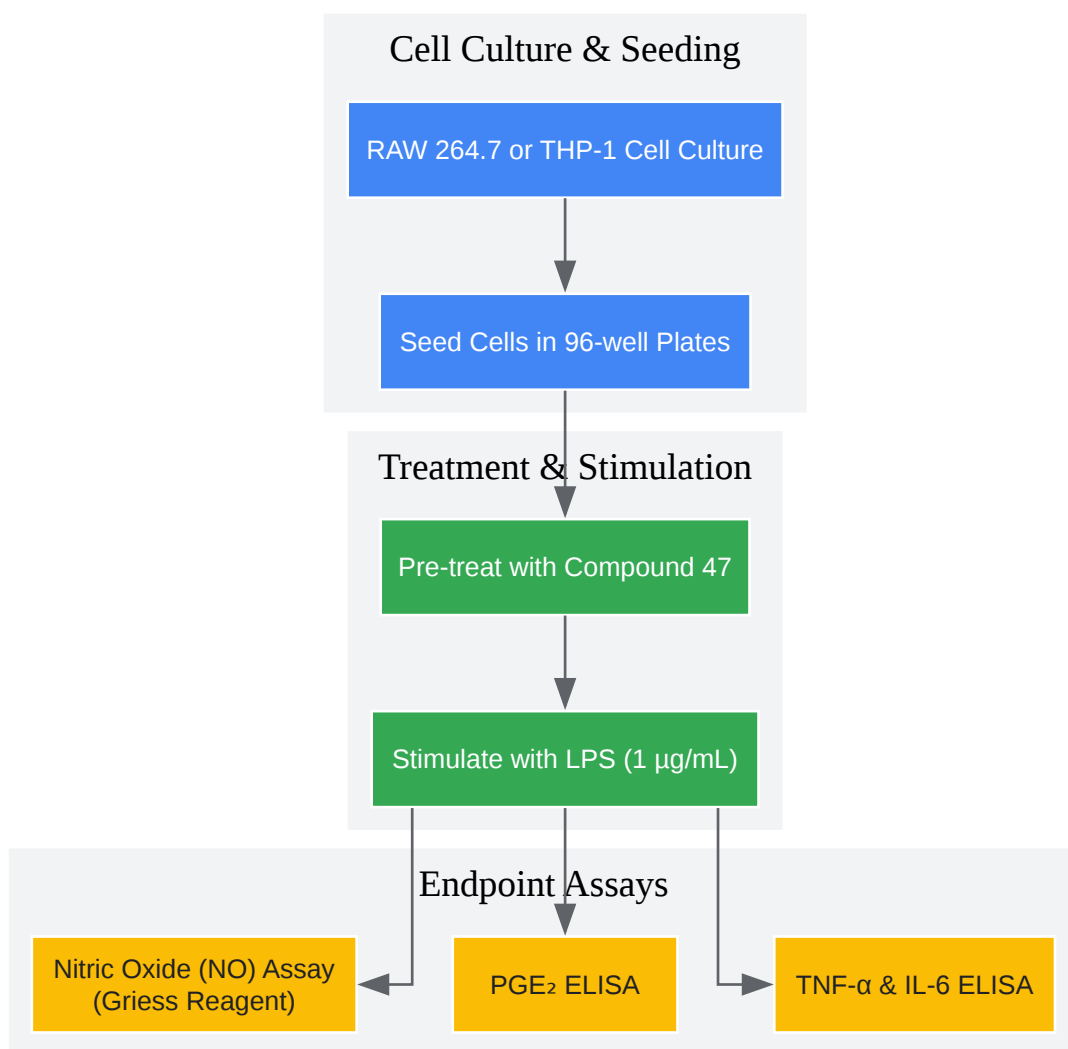 Cell Culture & Seeding
RAW 264.7 or THP-1 Cell Culture
Seed Cells in 96-well Plates
Treatment & Stimulation
Pre-treat with Compound 47
Stimulate with LPS (1 µg/mL)
Endpoint Assays
Nitric Oxide (NO) Assay
(Griess Reagent)
PGE₂ ELISA
TNF-α & IL-6 ELISA